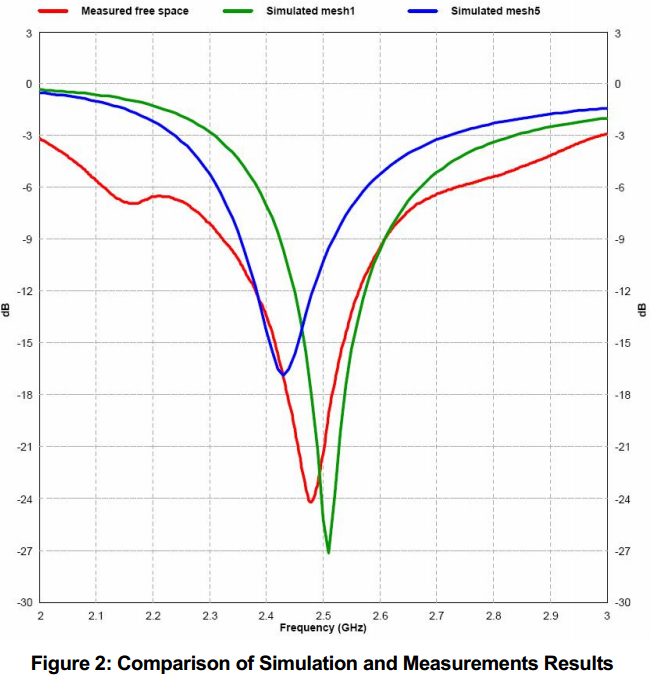 Measured free space Simulated mesh1 Simulated mesh5
3 3
0 0
-3 -3
-6 -6
-9 -9
-12 -12
dB dB
-15 -15
-18 -18
-21 -21
-24 -24
-27 -27
-30 -30
2 2.1 2.2 2.3 2.4 2.5 2.6 2.7 2.8 2.9 3
Frequency (GHz)
Figure 2: Comparison of Simulation and Measurements Results